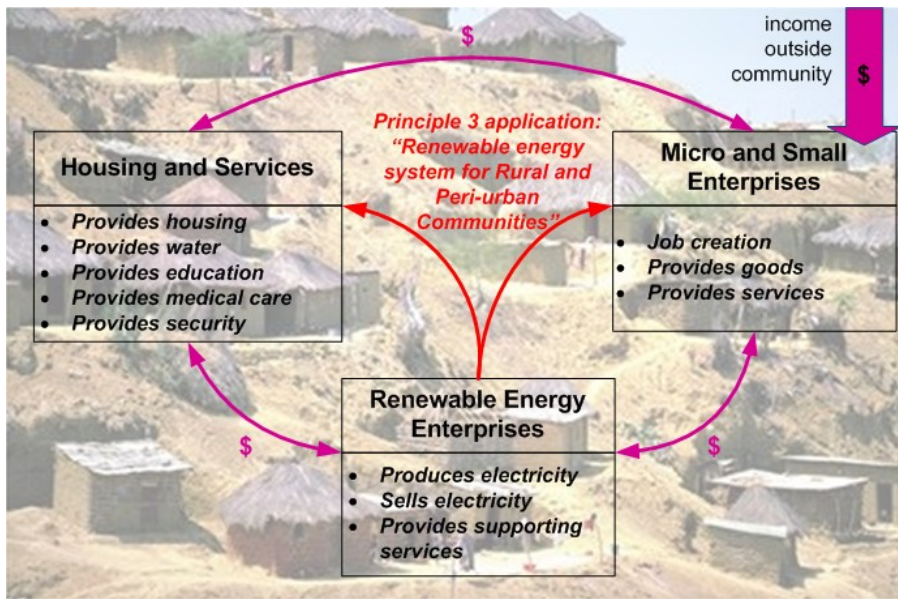 $
income
outside
community
$
Principle 3 application:
“Renewable energy
system for Rural and
Peri-urban
Communities”
Housing and Services
• Provides housing
• Provides water
• Provides education
• Provides medical care
• Provides security
Micro and Small
Enterprises
• Job creation
• Provides goods
• Provides services
$
$
Renewable Energy
Enterprises
• Produces electricity
• Sells electricity
• Provides supporting
services